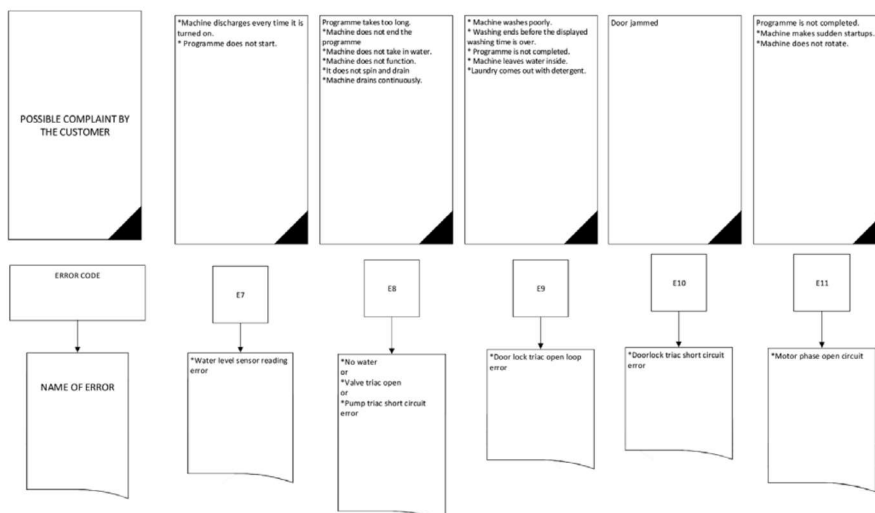 POSSIBLE COMPLAINT BY
THE CUSTOMER
*Machine discharges every time it is
turned on.
* Programme does not start.
Programme takes too long.
*Machine does not end the
programme
*Machine does not take in water.
*Machine does not function.
*It does not spin and drain
*Machine drains continuously.
* Machine washes poorly.
* Washing ends before the displayed
washing time is over.
* Programme is not completed.
* Machine leaves water inside.
*Laundry comes out with detergent.
Door jammed
Programme is not completed.
*Machine makes sudden startups.
*Machine does not rotate.
ERROR CODE
E7
E8
E9
E10
E11
NAME OF ERROR
*Water level sensor reading
error
*No water
or
*Valve triac open
or
*Pump triac short circuit
error
*Door lock triac open loop
error
*Doorlock triac short circuit
error
*Motor phase open circuit